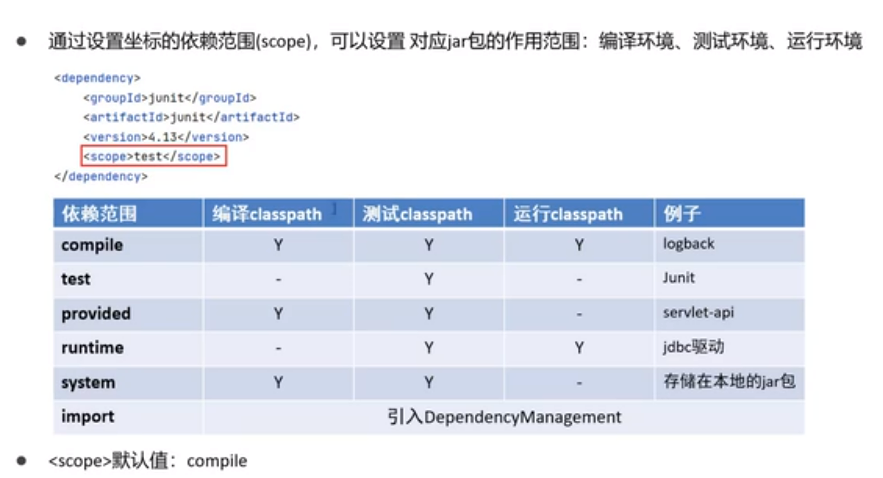 ● 通过设置坐标的依赖范围(scope)，可以设置 对应jar包的作用范围：编译环境、测试环境、运行环境
<dependency>
    <groupId>junit</groupId>
    <artifactId>junit</artifactId>
    <version>4.13</version>
    <scope>test</scope>
</dependency>
依赖范围 编译classpath 测试classpath 运行classpath 例子
compile Y Y Y logback
test - Y - Junit
provided Y Y - servlet-api
runtime - Y Y jdbc驱动
system Y Y - 存储在本地的jar包
import 引入DependencyManagement
● <scope>默认值：compile